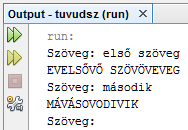 Output - tuvudsz (run)
run:
Szöveg: első szöveg
EVELSŐVŐ SZÖVÖVEVEG
Szöveg: második
MÁVÁSOVODIVIK
Szöveg: